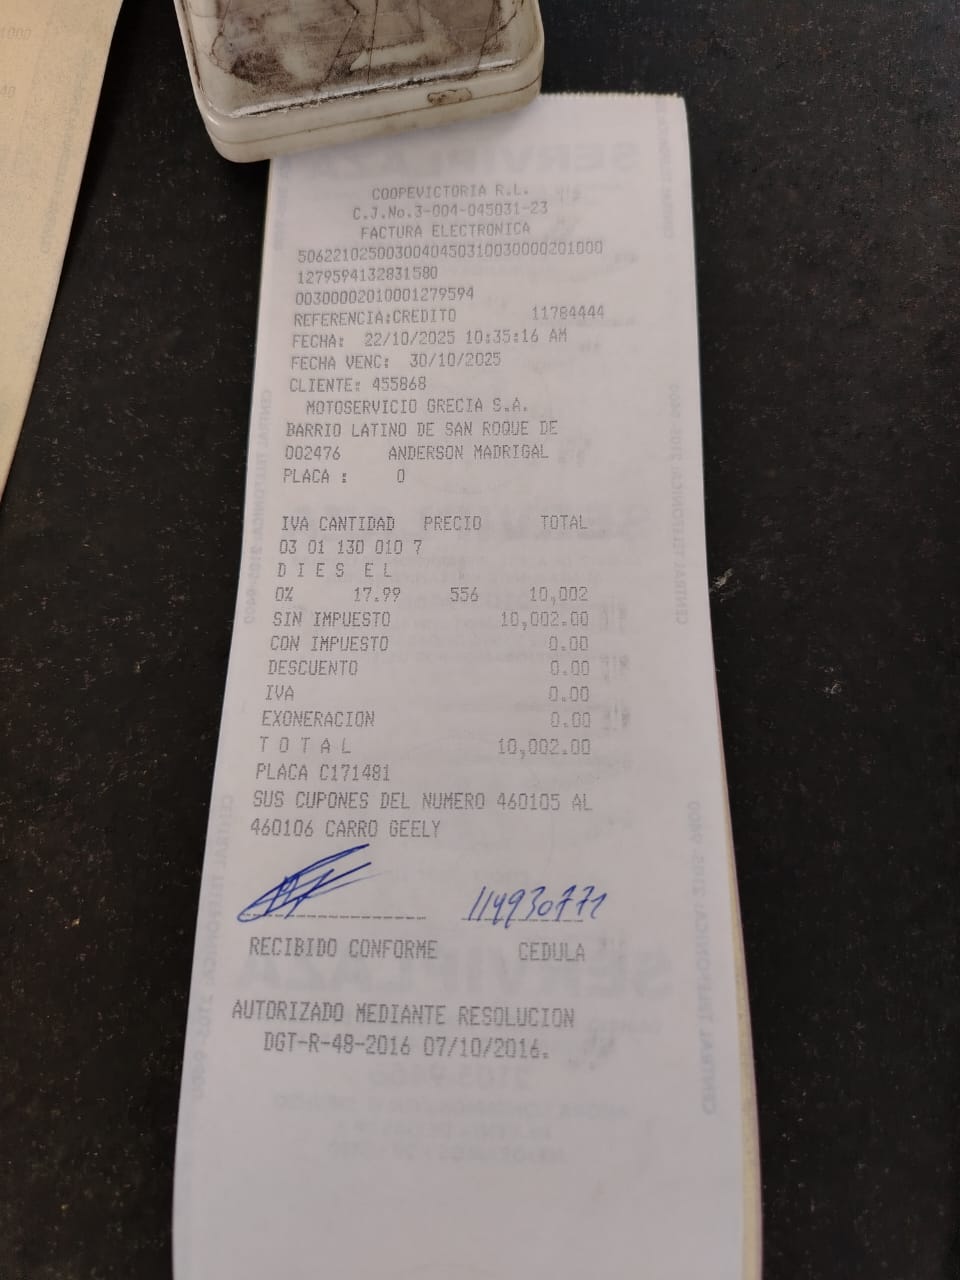 COOPEVICTORIA R.L.
C.J.No.3-004-045031-23
FACTURA ELECTRONICA
50622102500300404503100300000201000
1279594132831580
00300002010001279594
REFERENCIA:CREDITO 11784444
FECHA: 22/10/2025 10:35:16 AM
FECHA VENC: 30/10/2025
CLIENTE: 455868
MOTOSERVICIO GRECIA S.A.
BARRIO LATINO DE SAN ROQUE DE
002476 ANDERSON MADRIGAL
PLACA : 0
IVA CANTIDAD PRECIO TOTAL
03 01 130 010 7
D I E S E L
0% 17.99 556 10,002
SIN IMPUESTO 10,002.00
CON IMPUESTO 0.00
DESCUENTO 0.00
IVA 0.00
EXONERACION 0.00
T O T A L 10,002.00
PLACA C171481
SUS CUPONES DEL NUMERO 460105 AL
460106 CARRO GEELY
114930771
RECIBIDO CONFORME CEDULA
AUTORIZADO MEDIANTE RESOLUCION
DGT-R-48-2016 07/10/2016.